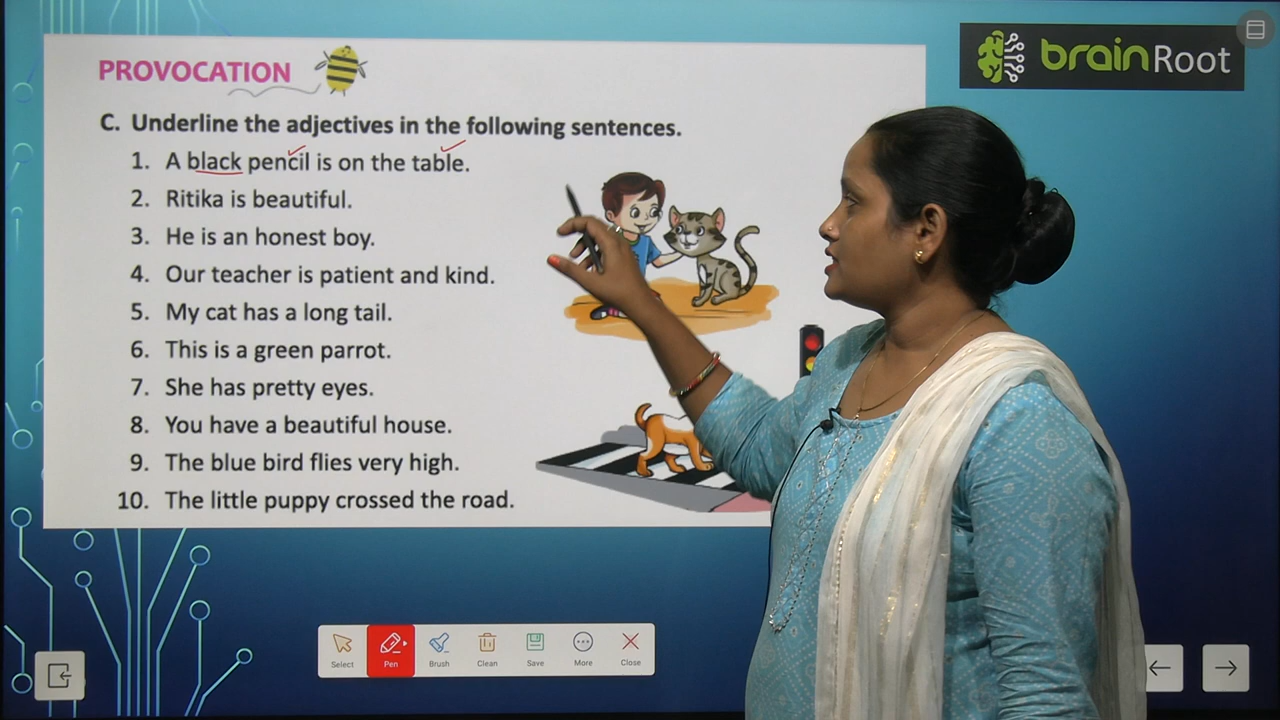 PROVOCATION
brainRoot
C. Underline the adjectives in the following sentences.
1. A black pencil is on the table.
2. Ritika is beautiful.
3. He is an honest boy.
4. Our teacher is patient and kind.
5. My cat has a long tail.
6. This is a green parrot.
7. She has pretty eyes.
8. You have a beautiful house.
9. The blue bird flies very high.
10. The little puppy crossed the road.
Select Pen Brush Clean Save More Close